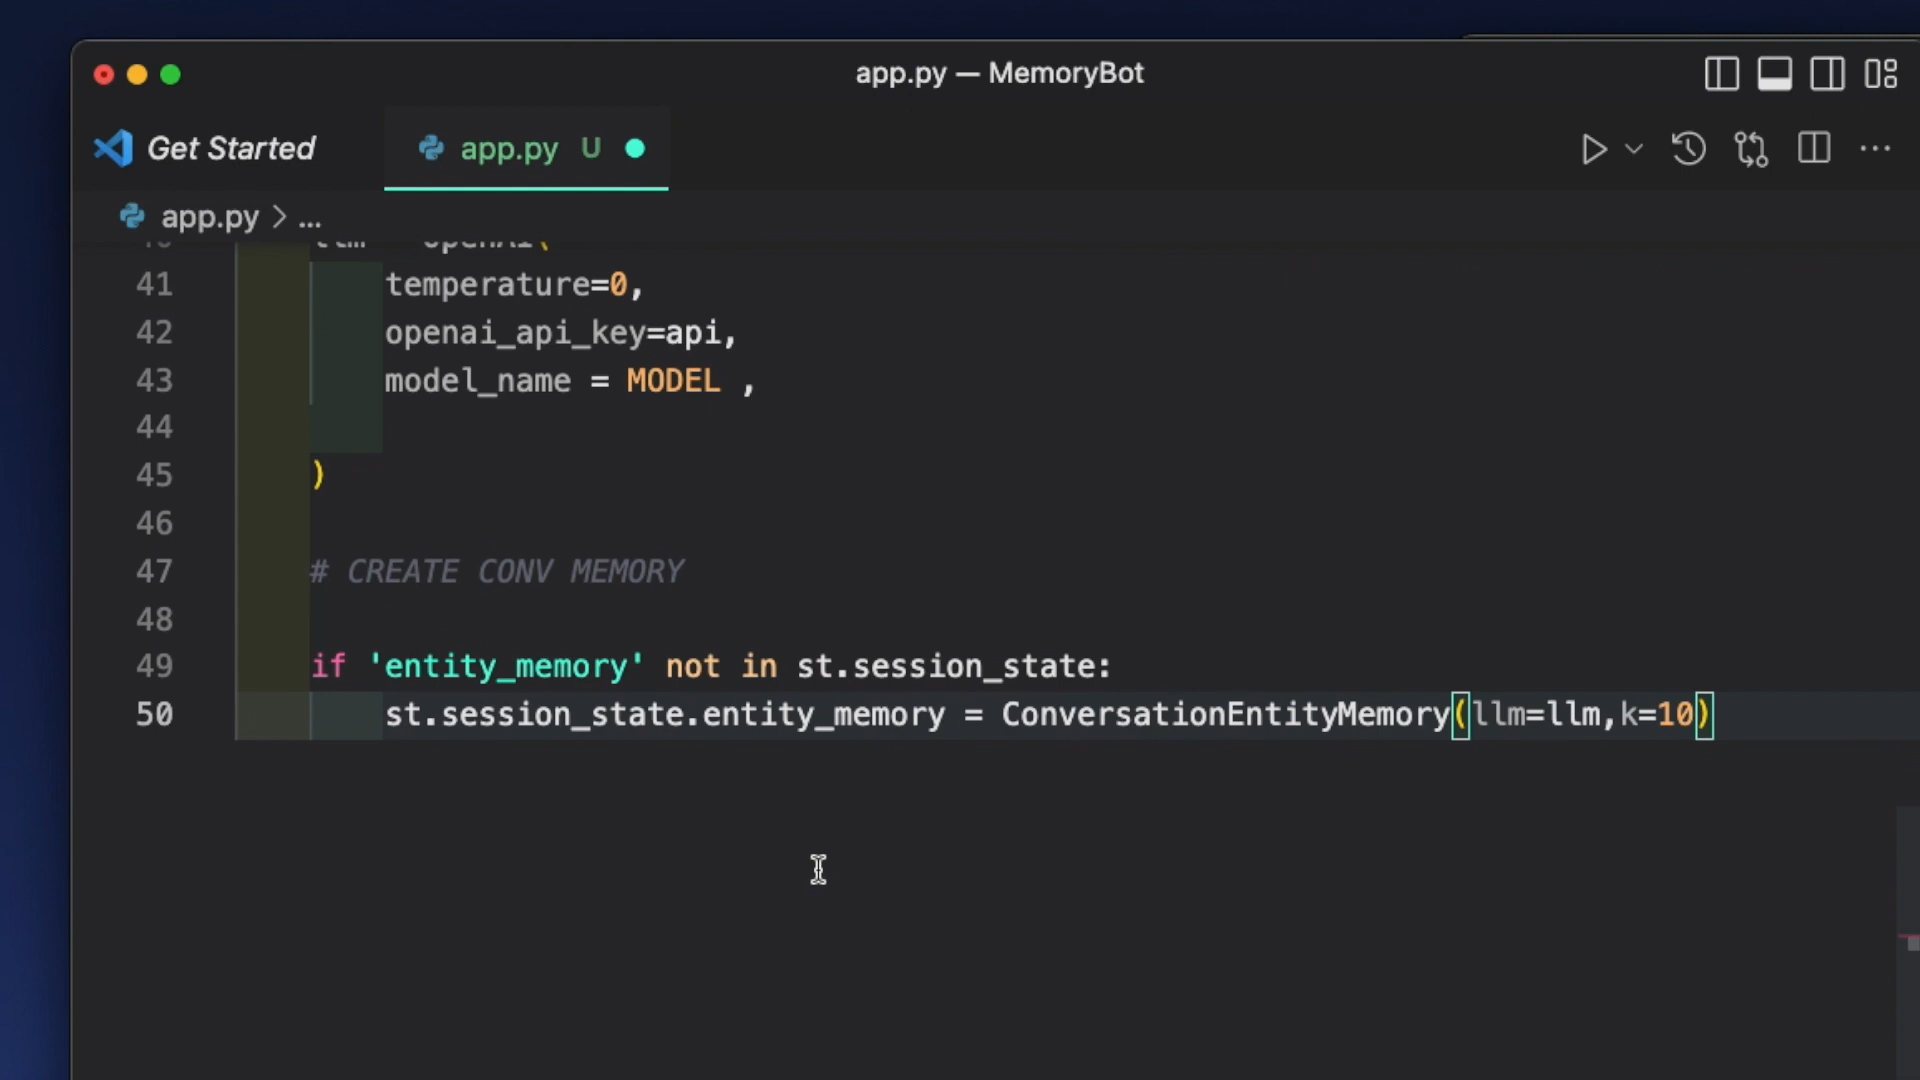 app.py — MemoryBot
Get Started app.py U
app.py > ...
41 temperature=0,
42 openai_api_key=api,
43 model_name = MODEL ,
44
45 )
46
47 # CREATE CONV MEMORY
48
49 if 'entity_memory' not in st.session_state:
50 st.session_state.entity_memory = ConversationEntityMemory(llm=llm,k=10)